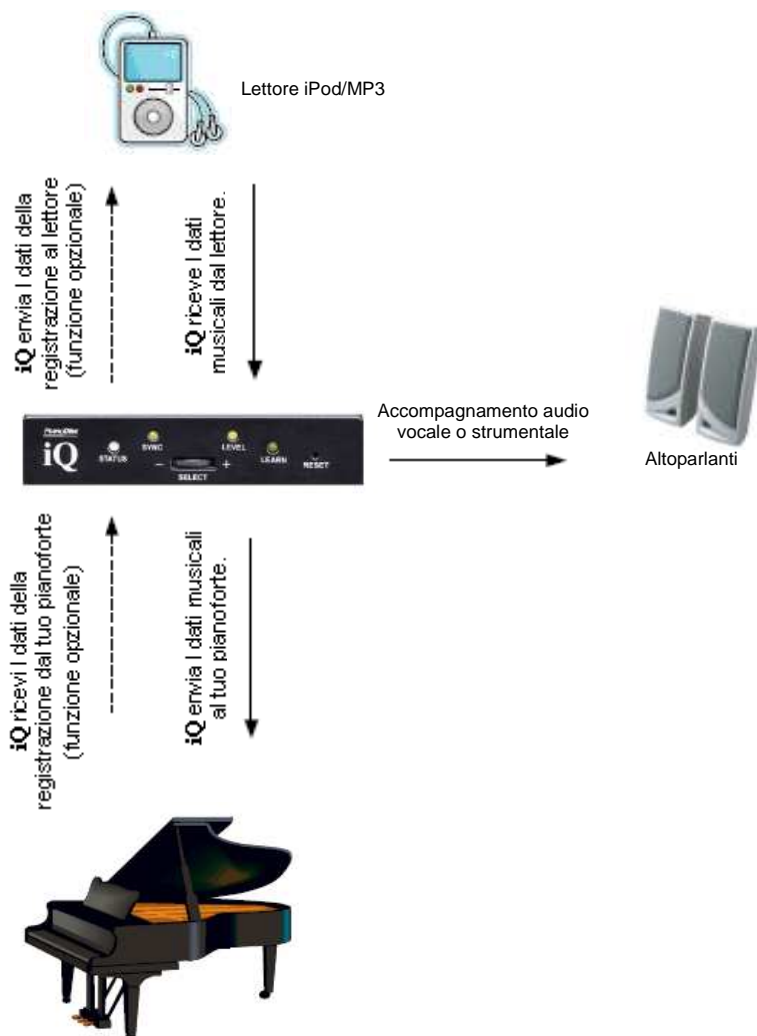 Lettore iPod/MP3
iQ envia I dati della
registrazione al lettore
(funzione opzionale)
iQ riceve I dati
musicali dal lettore.
PianoDisc
iQ
STATUS
SYNC
LEVEL
LEARN
RESET
− +
SELECT
Accompagnamento audio
vocale o strumentale
Altoparlanti
iQ ricevi I dati della
registrazione dal tuo pianoforte
(funzione opzionale)
iQ envia I dati musicali
al tuo pianoforte.